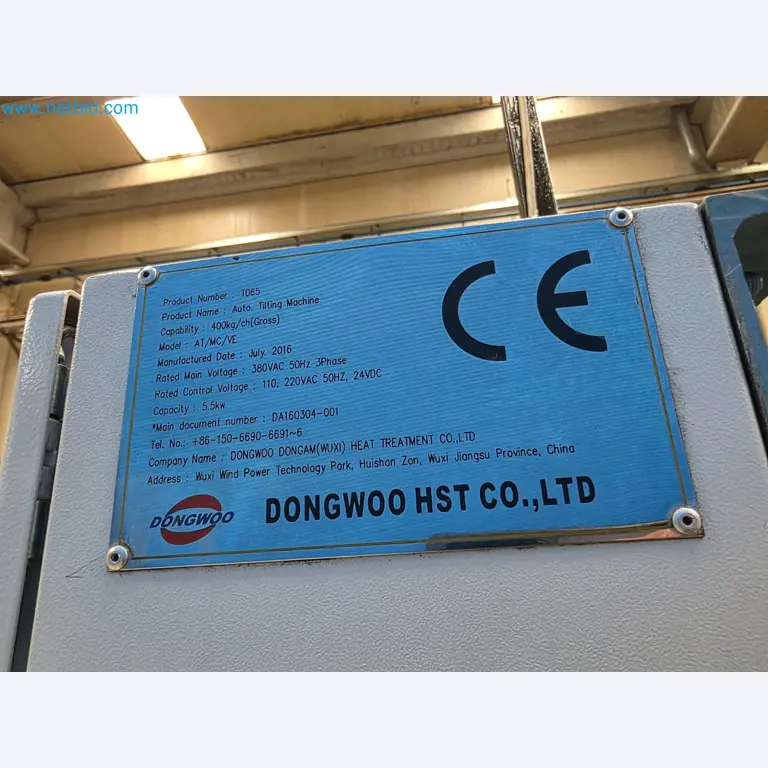 www.netbid.com
Product Number : T065
Product Name : Auto. Tilting Machine
Capability : 400kg/ch(Gross)
Model : AT/MC/VE
Manufactured Date : July. 2016
Rated Main Voltage : 380VAC 50Hz 3Phase
Rated Control Voltage : 110, 220VAC 50HZ, 24VDC
Capacity : 5.5kw
*Main document number : DA160304-001
Tel. No.: +86-150-6690-6691~6
Company Name : DONGWOO DONGAM(WUXI) HEAT TREATMENT CO.,LTD
Address : Wuxi Wind Power Technology Park, Huishan Zon, Wuxi Jiangsu Province, China
CE
DONGWOO
DONGWOO HST CO.,LTD